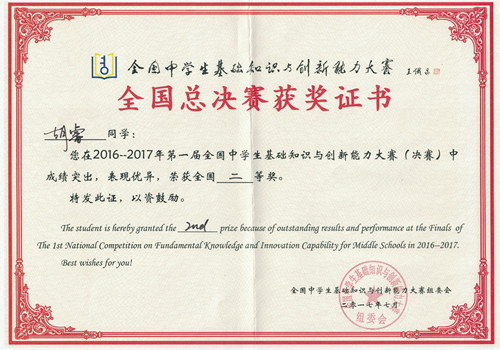 全国中学生基础知识与创新能力大赛
全国总决赛获奖证书
胡睿 同学：
您在2016--2017年第一届全国中学生基础知识与创新能力大赛（决赛）中
成绩突出，表现优异，荣获全国 二 等奖。
特发此证，以资鼓励。
The student is hereby granted the 2nd prize because of outstanding results and performance at the Finals of
The 1st National Competition on Fundamental Knowledge and Innovation Capability for Middle Schools in 2016--2017.
Best wishes for you!
全国中学生基础知识与创新能力大赛组委会
二零一七年七月
组委会